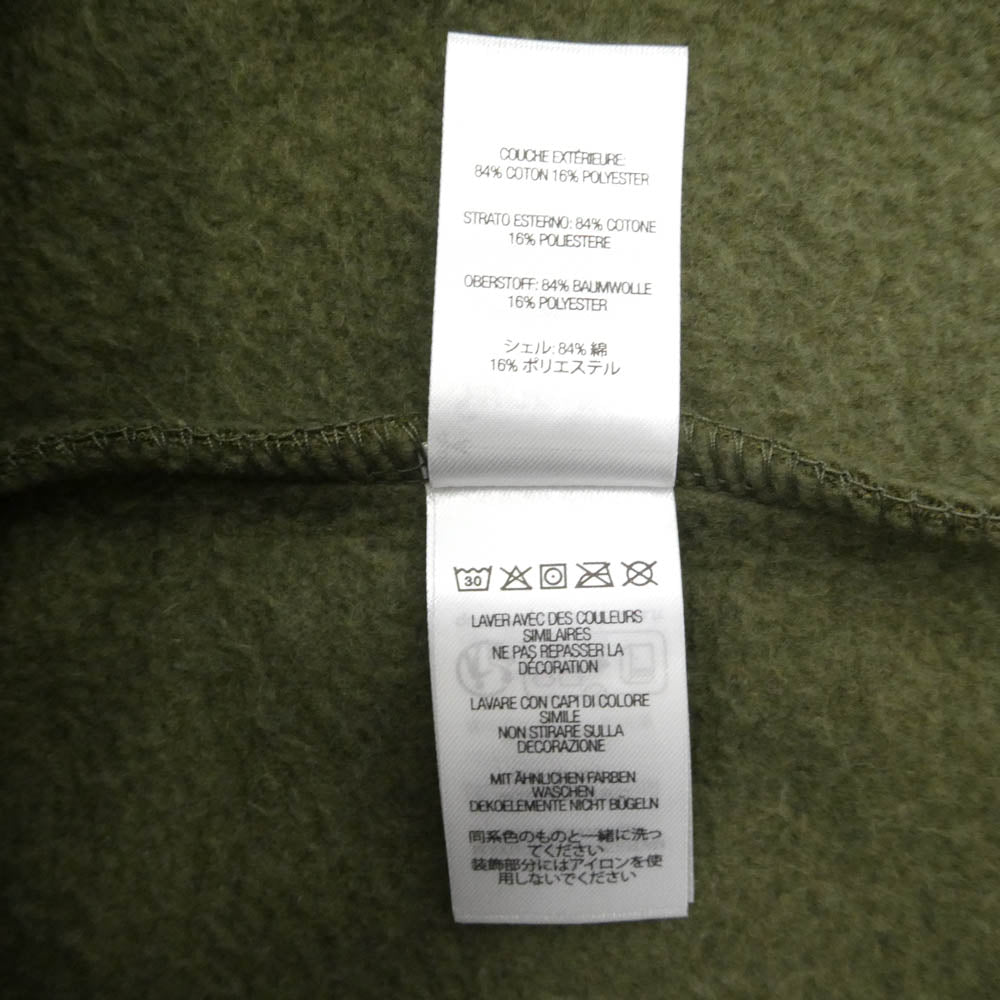 COUCHE EXTÉRIEURE:
84% COTON 16% POLYESTER
STRATO ESTERNO: 84% COTONE
16% POLIESTERE
OBERSTOFF: 84% BAUMWOLLE
16% POLYESTER
シェル: 84% 綿
16% ポリエステル
30
LAVER AVEC DES COULEURS
SIMILAIRES
NE PAS REPASSER LA
DÉCORATION
LAVARE CON CAPI DI COLORE
SIMILE
NON STIRARE SULLA
DECORAZIONE
MIT ÄHNLICHEN FARBEN
WASCHEN
DEKOELEMENTE NICHT BÜGELN
同系色のものと一緒に洗っ
てください
装飾部分にはアイロンを使
用しないでください